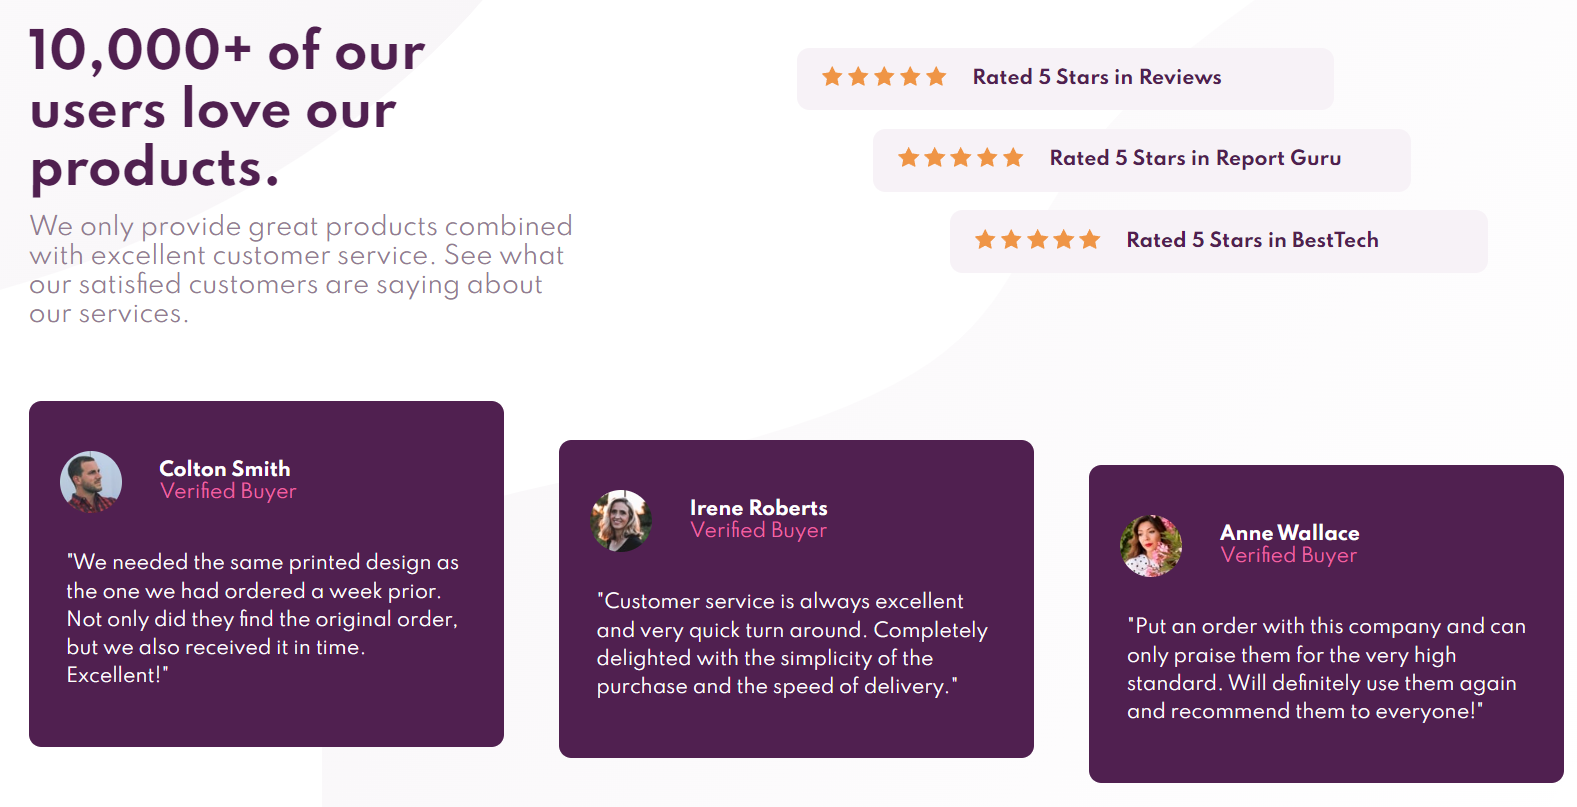 10,000+ of our
users love our
products.
We only provide great products combined
with excellent customer service. See what
our satisfied customers are saying about
our services.
Rated 5 Stars in Reviews
Rated 5 Stars in Report Guru
Rated 5 Stars in BestTech
Colton Smith
Verified Buyer
"We needed the same printed design as
the one we had ordered a week prior.
Not only did they find the original order,
but we also received it in time.
Excellent!"
Irene Roberts
Verified Buyer
"Customer service is always excellent
and very quick turn around. Completely
delighted with the simplicity of the
purchase and the speed of delivery."
Anne Wallace
Verified Buyer
"Put an order with this company and can
only praise them for the very high
standard. Will definitely use them again
and recommend them to everyone!"